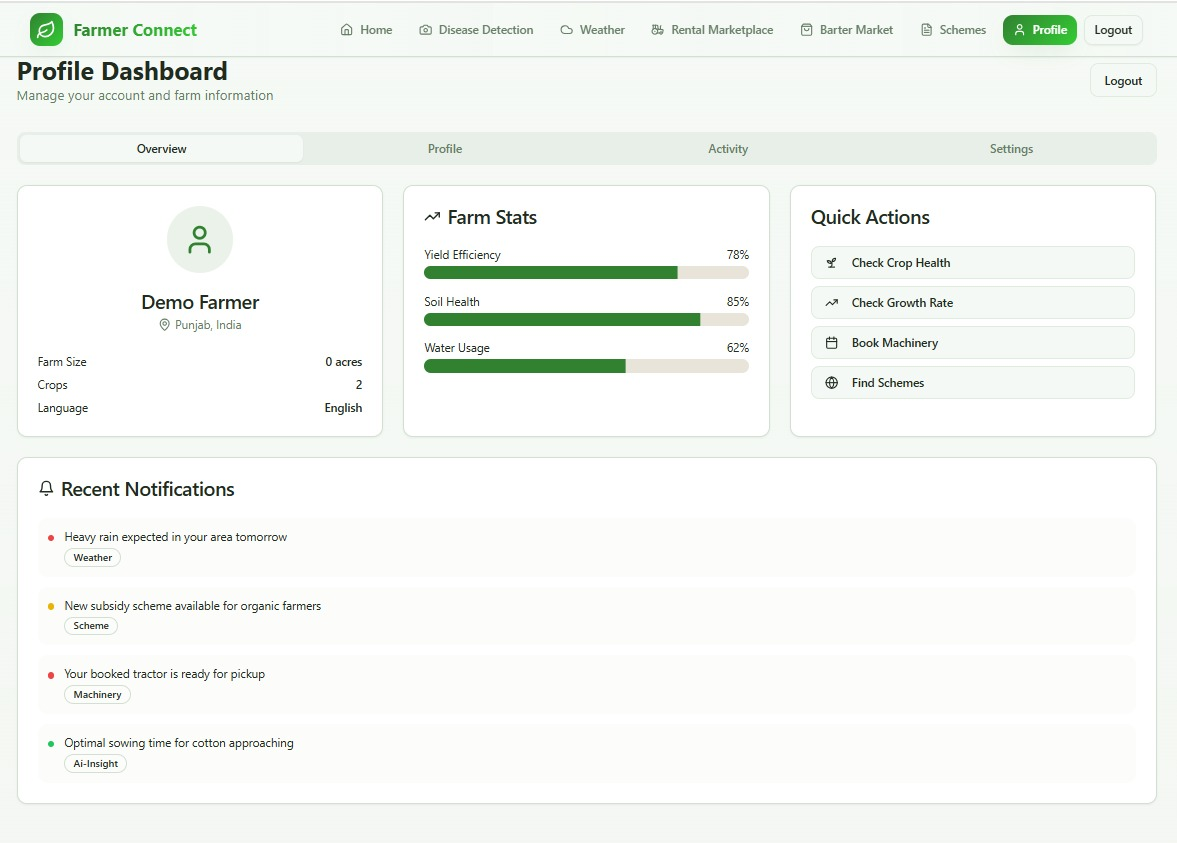 Farmer Connect
Home Disease Detection Weather Rental Marketplace Barter Market Schemes Profile Logout
Profile Dashboard
Manage your account and farm information
Logout
Overview Profile Activity Settings
Demo Farmer
Punjab, India
Farm Size 0 acres
Crops 2
Language English
Farm Stats
Yield Efficiency 78%
Soil Health 85%
Water Usage 62%
Quick Actions
Check Crop Health
Check Growth Rate
Book Machinery
Find Schemes
Recent Notifications
Heavy rain expected in your area tomorrow
Weather
New subsidy scheme available for organic farmers
Scheme
Your booked tractor is ready for pickup
Machinery
Optimal sowing time for cotton approaching
Ai-Insight